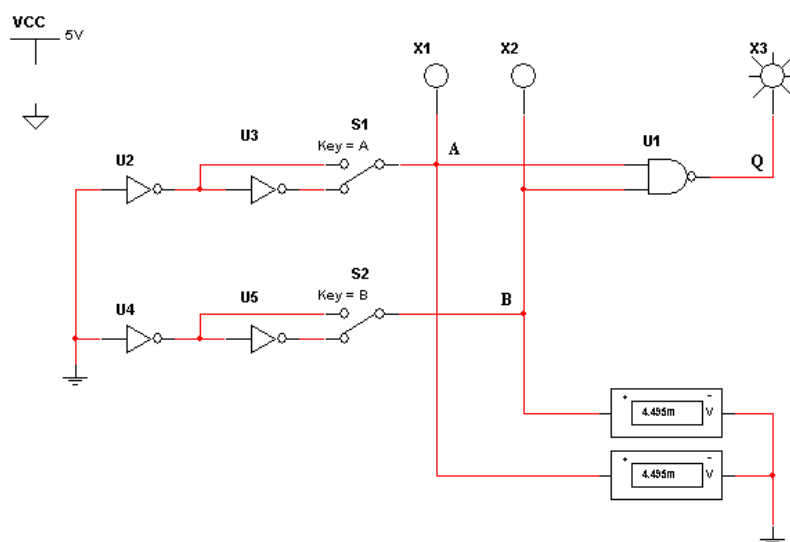 VCC
5V
X1
X2
X3
U3
S1
Key = A
A
U1
Q
U2
S2
Key = B
U5
B
U4
+
-
4.495m
V
+
-
4.495m
V